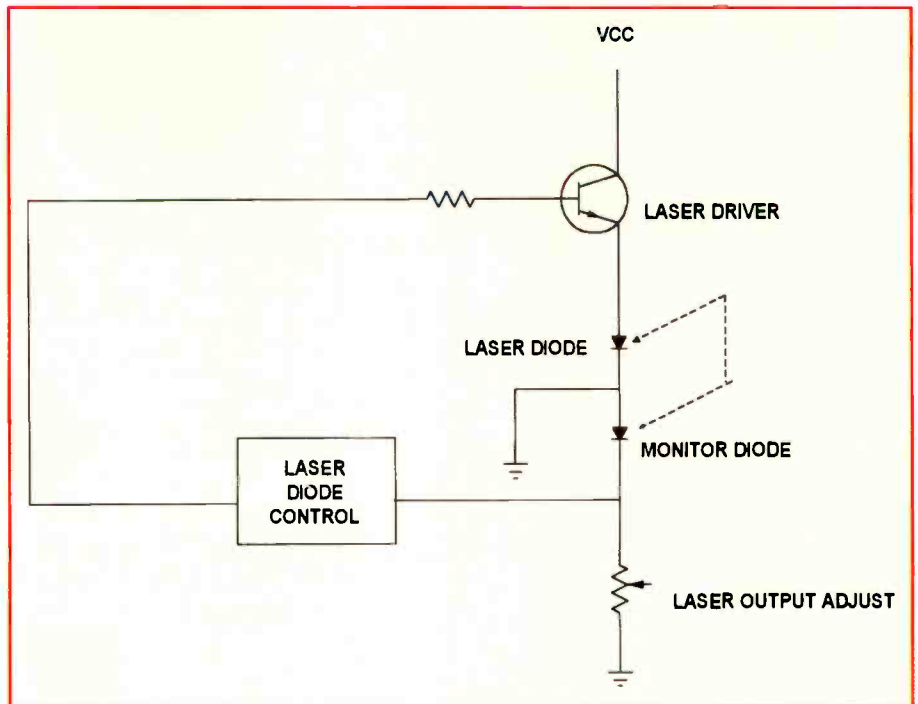 VCC
LASER DRIVER
LASER DIODE
MONITOR DIODE
LASER
DIODE
CONTROL
LASER OUTPUT ADJUST